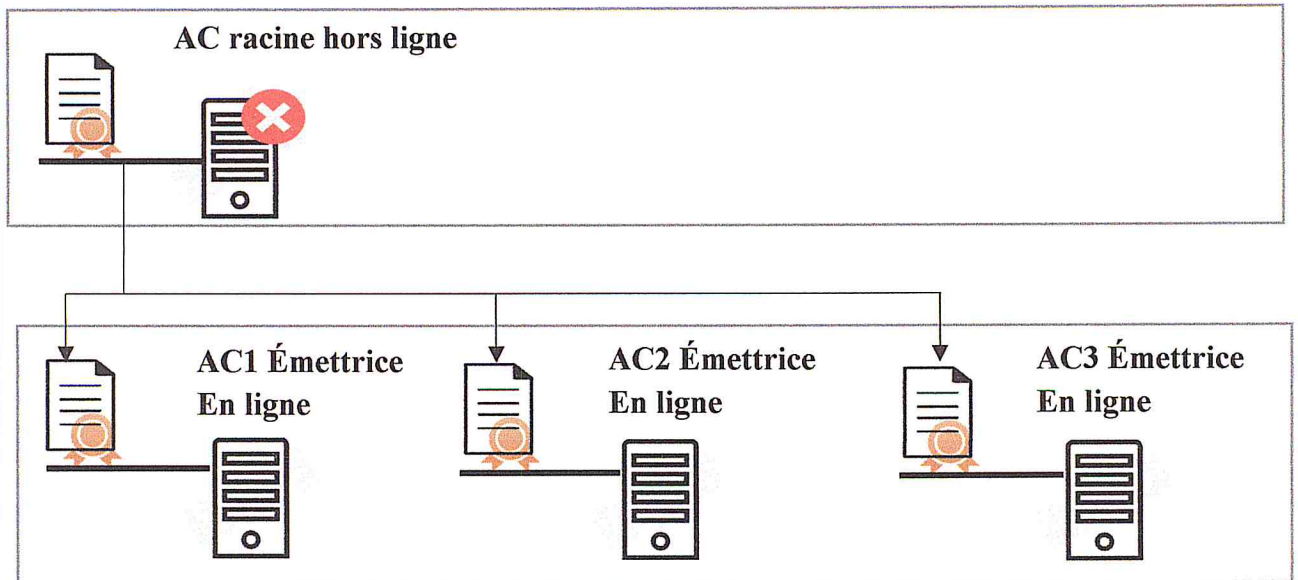 AC racine hors ligne
AC1 Émettrice
En ligne
AC2 Émettrice
En ligne
AC3 Émettrice
En ligne